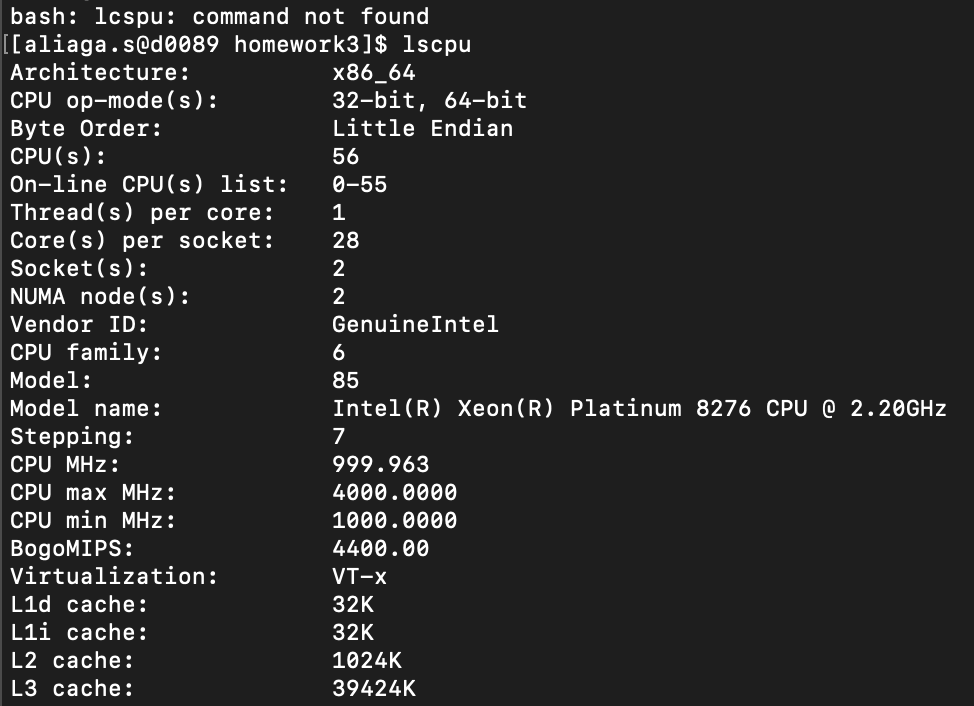 bash: lcspu: command not found
[[aliaga.s@d0089 homework3]$ lscpu
Architecture:          x86_64
CPU op-mode(s):        32-bit, 64-bit
Byte Order:            Little Endian
CPU(s):                56
On-line CPU(s) list:   0-55
Thread(s) per core:    1
Core(s) per socket:    28
Socket(s):             2
NUMA node(s):          2
Vendor ID:             GenuineIntel
CPU family:            6
Model:                 85
Model name:            Intel(R) Xeon(R) Platinum 8276 CPU @ 2.20GHz
Stepping:              7
CPU MHz:               999.963
CPU max MHz:           4000.0000
CPU min MHz:           1000.0000
BogoMIPS:              4400.00
Virtualization:        VT-x
L1d cache:             32K
L1i cache:             32K
L2 cache:              1024K
L3 cache:              39424K